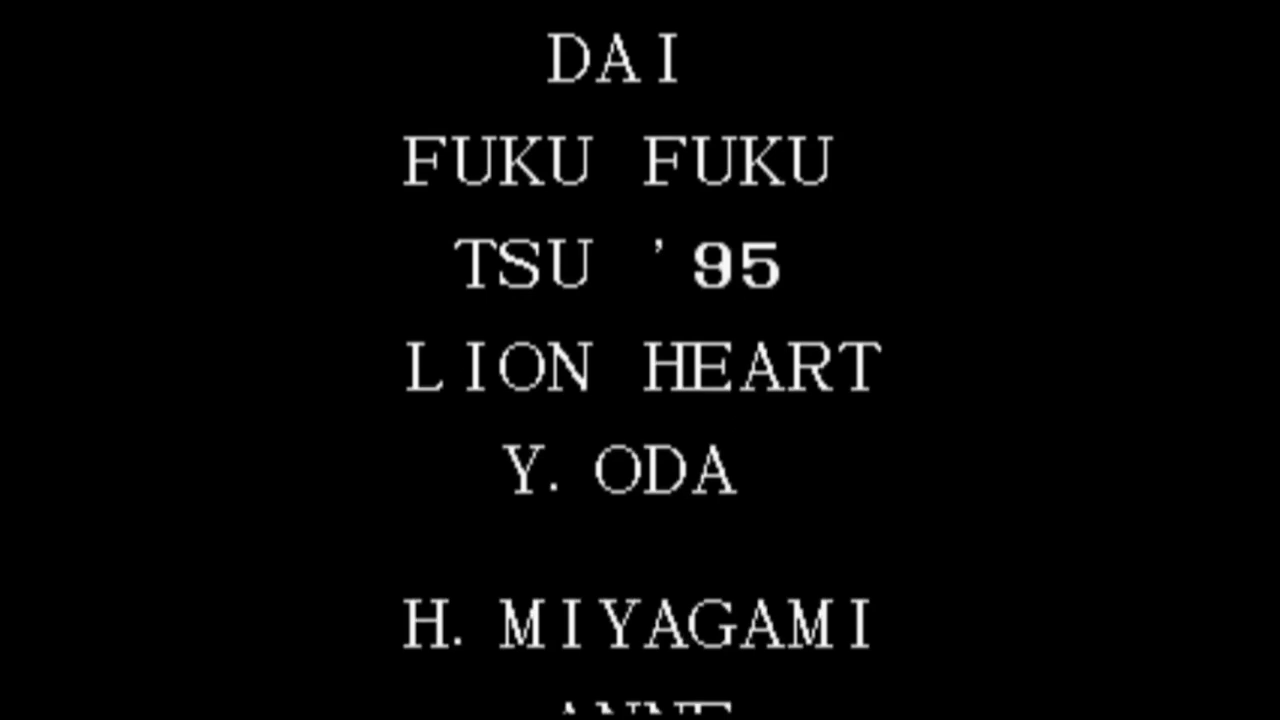 DAI
FUKU FUKU
TSU '95
LION HEART
Y. ODA
H. MIYAGAMI